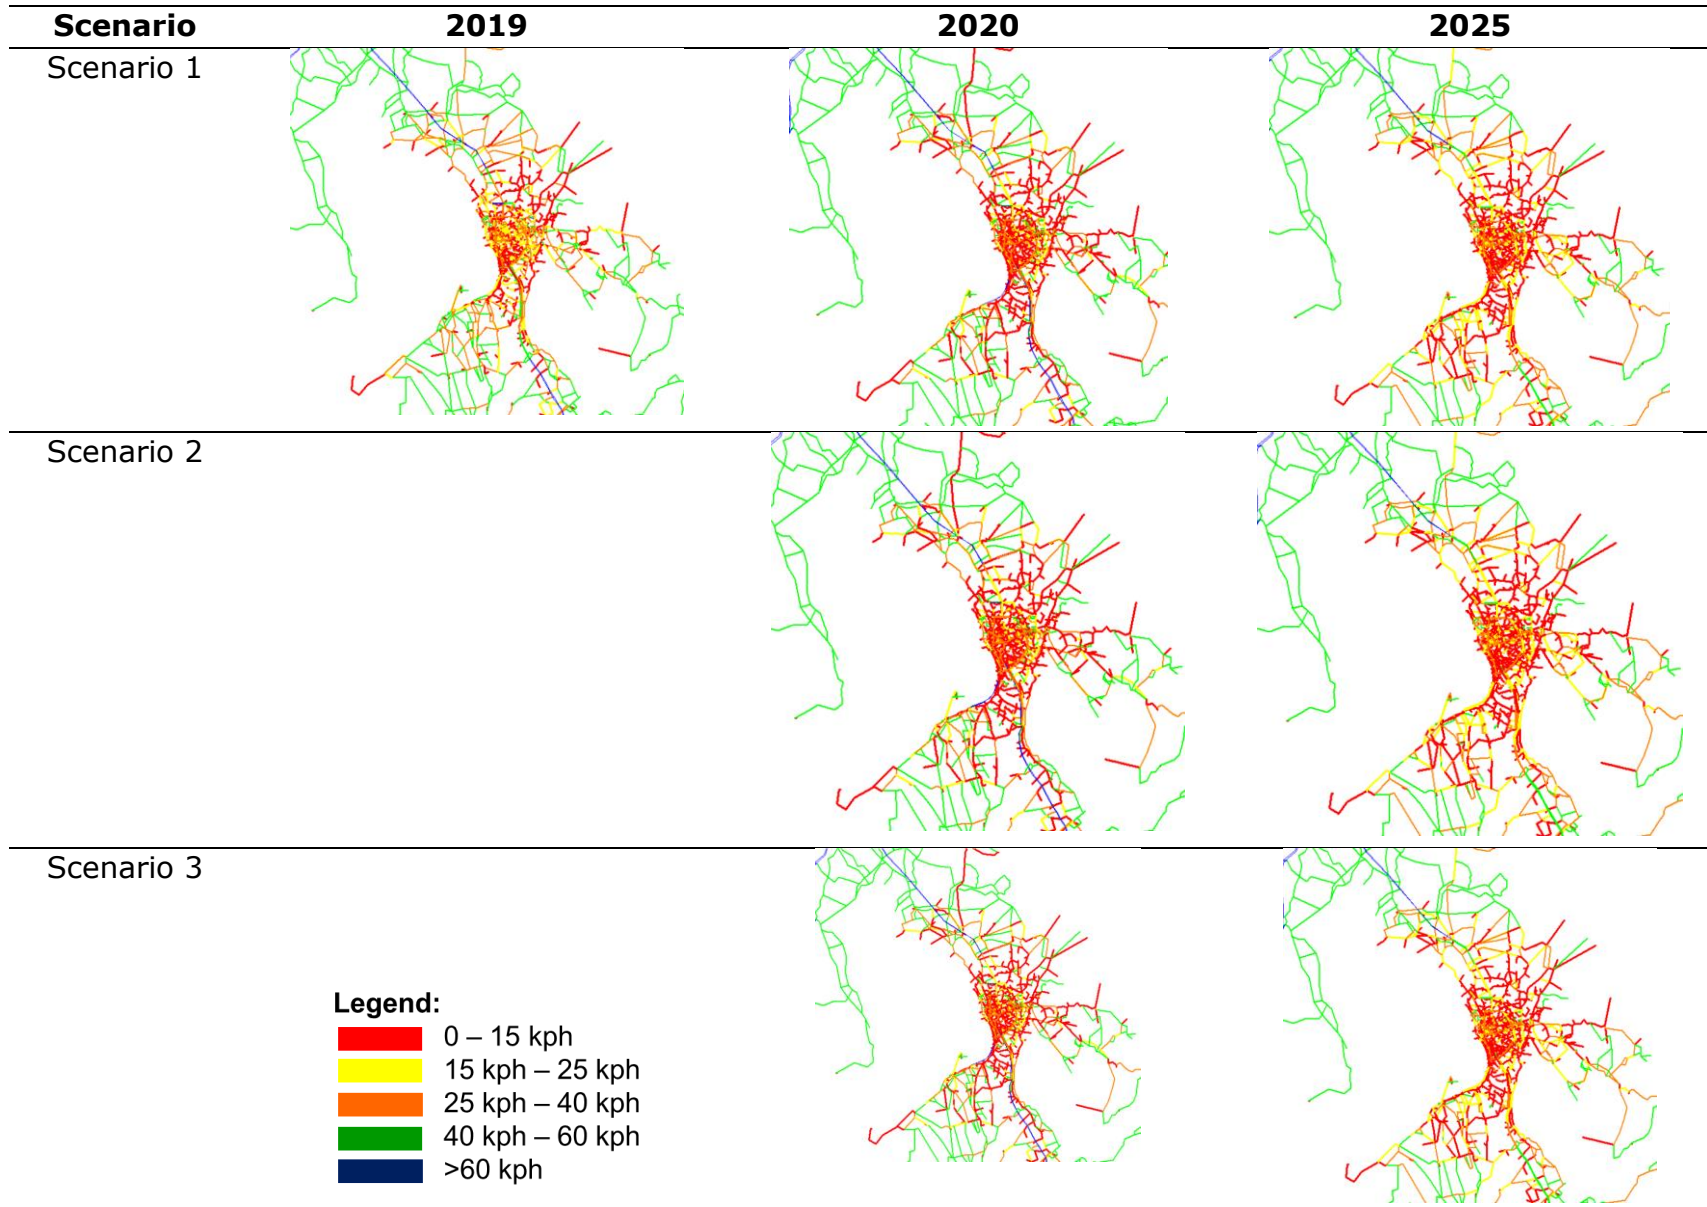 Scenario 2019 2020 2025
Scenario 1
Scenario 2
Scenario 3
Legend:
0 – 15 kph
15 kph – 25 kph
25 kph – 40 kph
40 kph – 60 kph
>60 kph